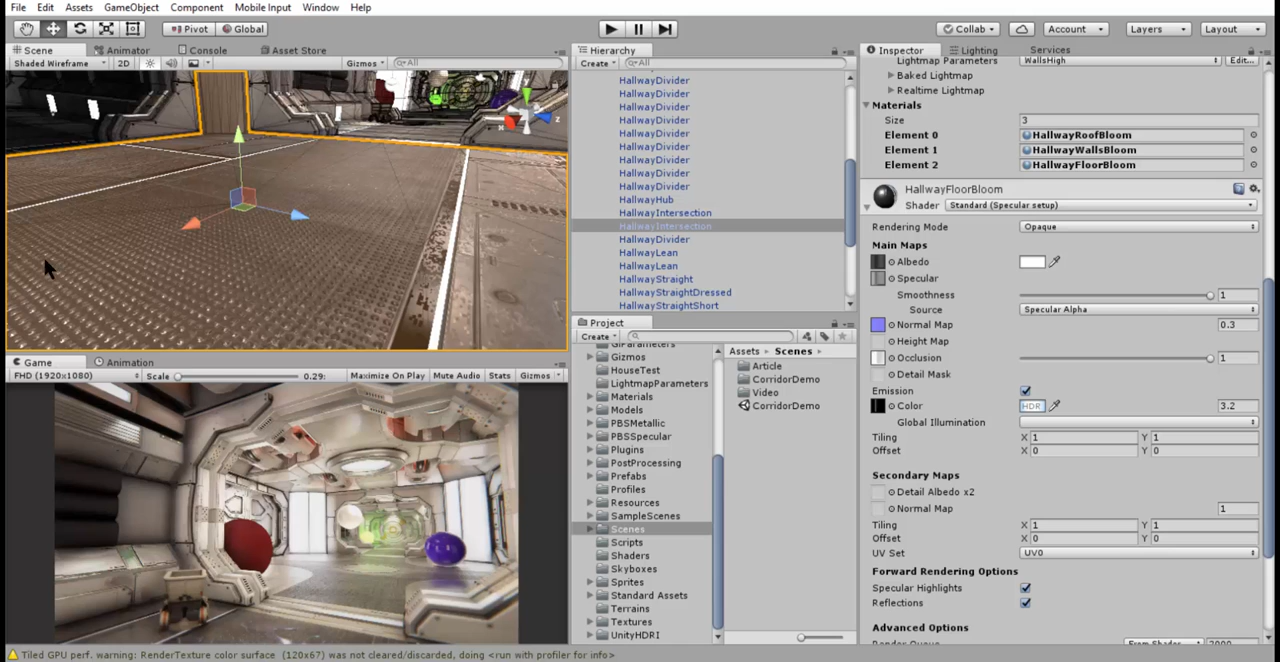 File Edit Assets GameObject Component Mobile Input Window Help
Pivot Global Collab Account Layers Layout
Scene Animator Console Asset Store
Shaded Wireframe 2D Gizmos All
y x z
Game Animation
FHD (1920x1080) Scale 0.29: Maximize On Play Mute Audio Stats Gizmos
Hierarchy
Create All
HallwayDivider
HallwayDivider
HallwayDivider
HallwayDivider
HallwayDivider
HallwayDivider
HallwayDivider
HallwayDivider
HallwayDivider
HallwayHub
HallwayIntersection
HallwayIntersection
HallwayDivider
HallwayLean
HallwayLean
HallwayStraight
HallwayStraightDressed
HallwayStraightShort
Project
Create
GIParameters
Gizmos
HouseTest
LightmapParameters
Materials
Models
PBSMetallic
PBSSpecular
Plugins
PostProcessing
Prefabs
Profiles
Resources
SampleScenes
Scenes
Scripts
Shaders
Skyboxes
Sprites
Standard Assets
Terrains
Textures
UnityHDRI
Assets Scenes
Article
CorridorDemo
Video
CorridorDemo
Inspector Lighting Services
Lightmap Parameters WallsHigh Edit...
Baked Lightmap
Realtime Lightmap
Materials
Size 3
Element 0 HallwayRoofBloom
Element 1 HallwayWallsBloom
Element 2 HallwayFloorBloom
HallwayFloorBloom
Shader Standard (Specular setup)
Rendering Mode Opaque
Main Maps
Albedo
Specular
Smoothness 1
Source Specular Alpha
Normal Map 0.3
Height Map
Occlusion 1
Detail Mask
Emission
Color HDR 3.2
Global Illumination
Tiling X 1 Y 1
Offset X 0 Y 0
Secondary Maps
Detail Albedo x2
Normal Map 1
Tiling X 1 Y 1
Offset X 0 Y 0
UV Set UV0
Forward Rendering Options
Specular Highlights
Reflections
Advanced Options
Render Queue From Shader 2000
Tiled GPU perf. warning: RenderTexture color surface (120x67) was not cleared/discarded, doing <run with profiler for info>